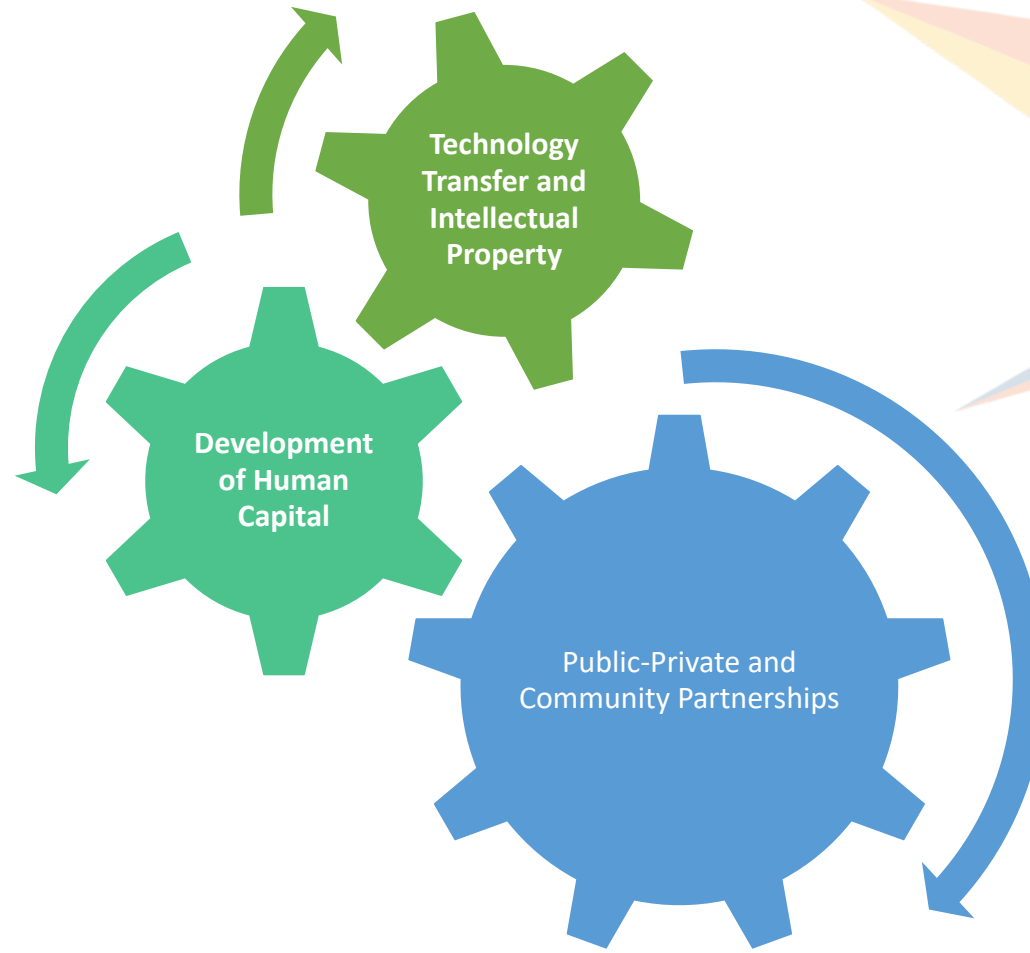 Technology
Transfer and
Intellectual
Property
Development
of Human
Capital
Public-Private and
Community Partnerships